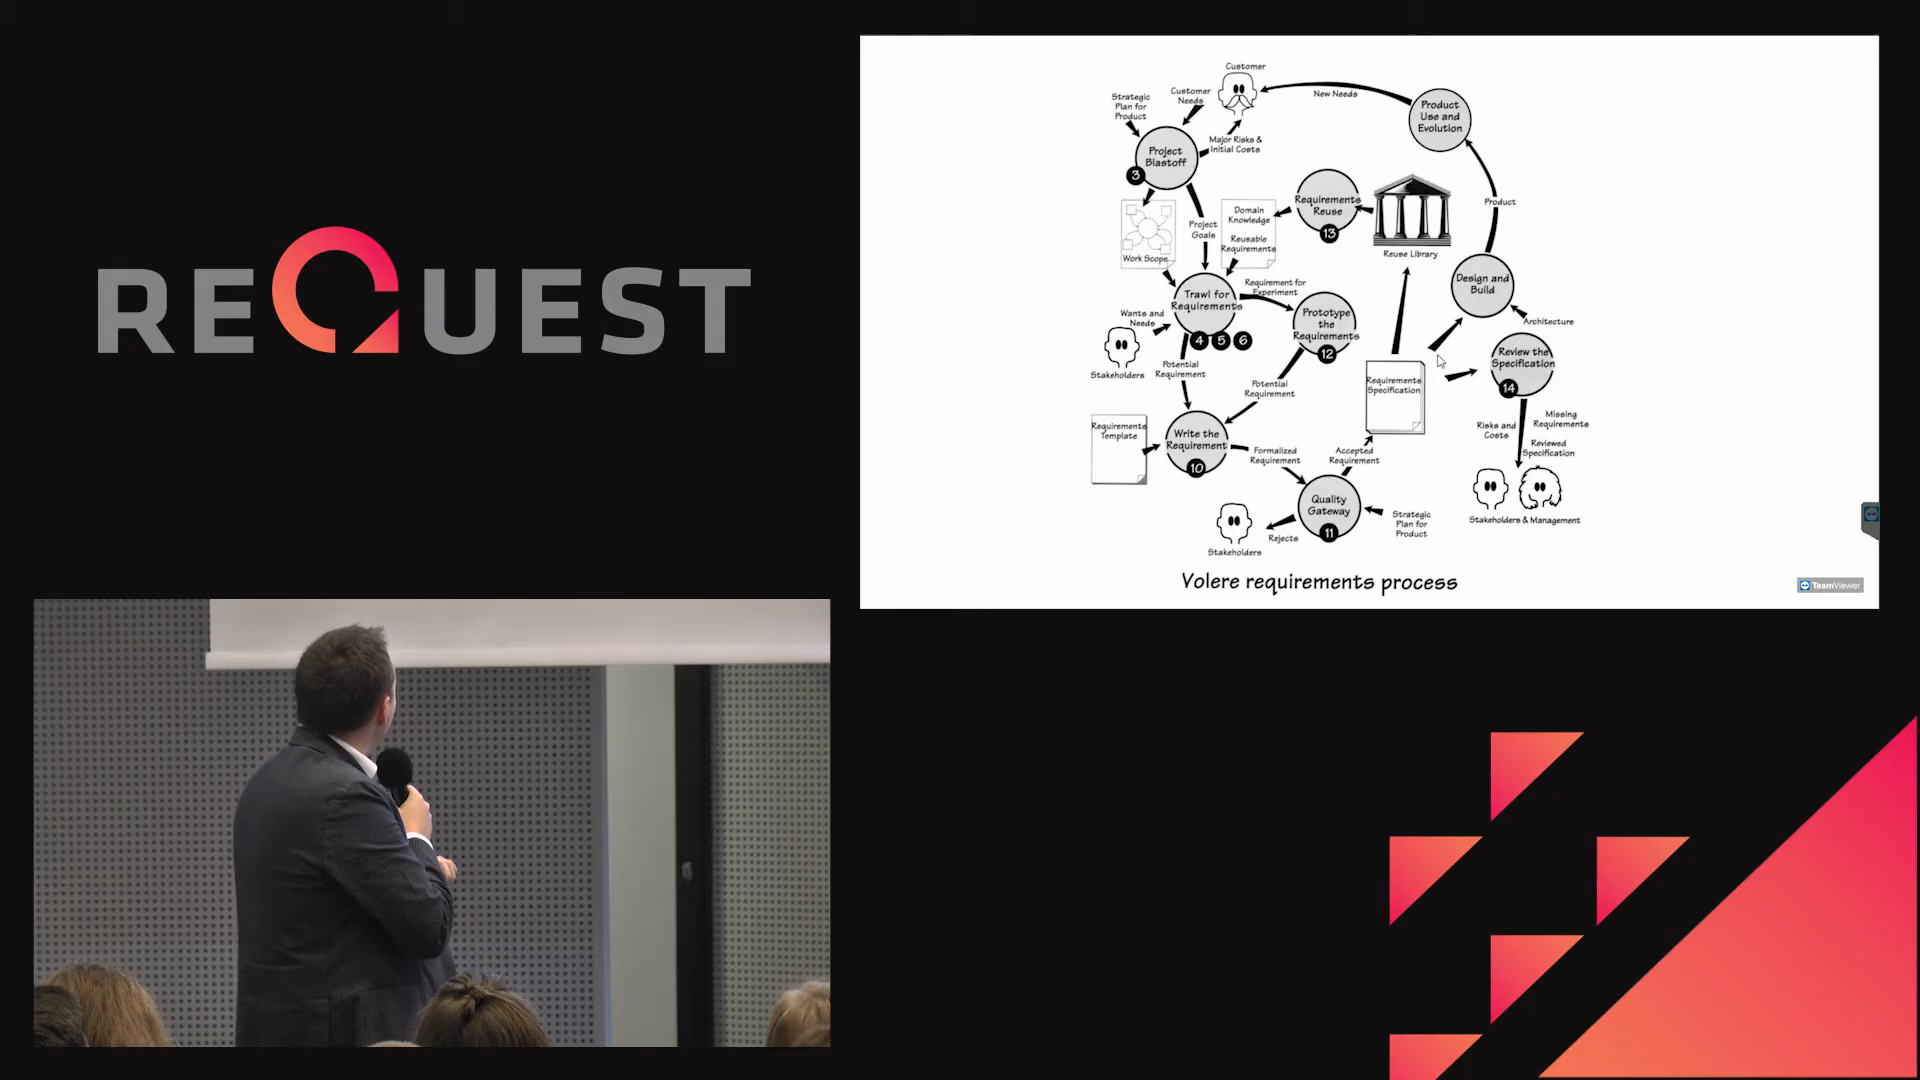 REQUEST
Customer
Strategic
Plan for
Product
Customer
Needs
New Needs
Product
Use and
Evolution
Major Risks &
Initial Costs
Project
Blastoff
3
Requirements
Reuse
13
Domain
Knowledge
Reusable
Requirements
Project
Goals
Product
Work Scope
Reuse Library
Trawl for
Requirements
4 5 6
Requirement for
Experiment
Design and
Build
Wants and
Needs
Prototype
the
Requirements
12
Architecture
Stakeholders
Potential
Requirement
Review the
Specification
14
Potential
Requirement
Requirements
Specification
Requirements
Template
Write the
Requirement
10
Formalized
Requirement
Accepted
Requirement
Risks and
Costs
Missing
Requirements
Reviewed
Specification
Quality
Gateway
11
Strategic
Plan for
Product
Stakeholders & Management
Rejects
Stakeholders
Volere requirements process
TeamViewer